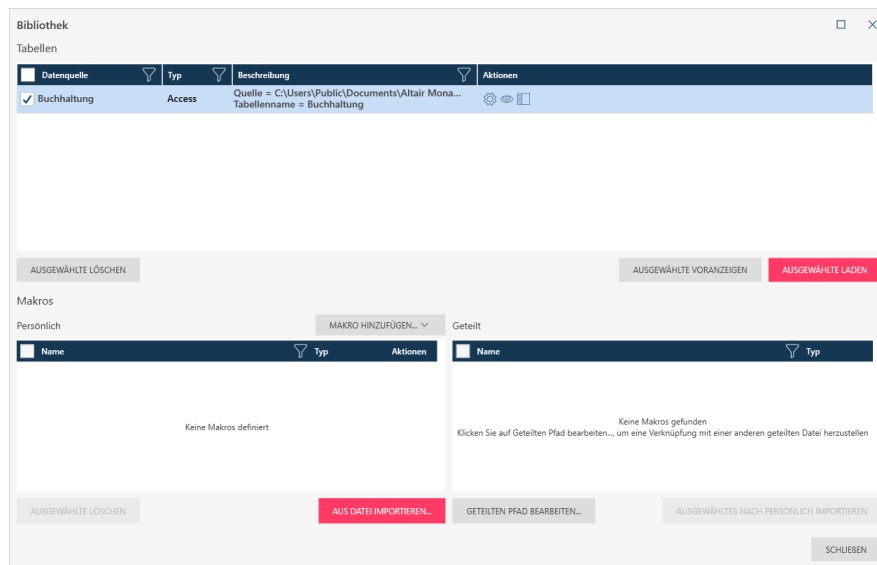 Bibliothek
Tabellen
Datenquelle Typ Beschreibung Aktionen
Buchhaltung Access Quelle = C:\Users\Public\Documents\Altair Mona...
Tabellenname = Buchhaltung
AUSGEWÄHLTE LÖSCHEN AUSGEWÄHLTE VORANZEIGEN AUSGEWÄHLTE LADEN
Makros
Persönlich MAKRO HINZUFÜGEN... Geteilt
Name Typ Aktionen Name Typ
Keine Makros definiert
Keine Makros gefunden
Klicken Sie auf Geteilten Pfad bearbeiten..., um eine Verknüpfung mit einer anderen geteilten Datei herzustellen
AUSGEWÄHLTE LÖSCHEN AUS DATEI IMPORTIEREN... GETEILTEN PFAD BEARBEITEN... AUSGEWÄHLTES NACH PERSÖNLICH IMPORTIEREN
SCHLIEßEN